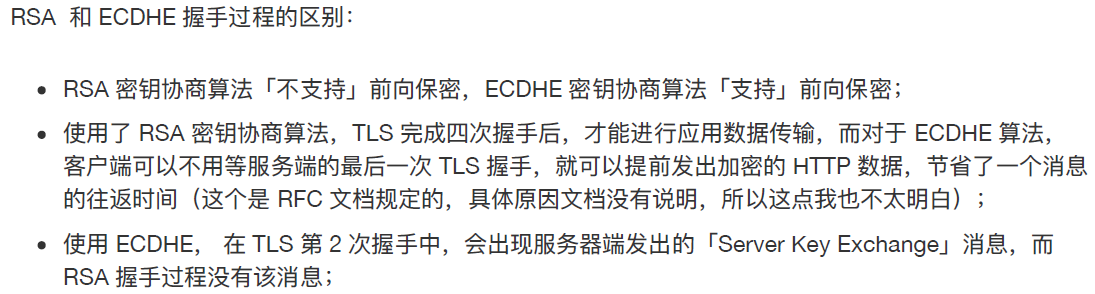 RSA 和 ECDHE 握手过程的区别：
• RSA 密钥协商算法「不支持」前向保密，ECDHE 密钥协商算法「支持」前向保密；
• 使用了 RSA 密钥协商算法，TLS 完成四次握手后，才能进行应用数据传输，而对于 ECDHE 算法，
客户端可以不用等服务端的最后一次 TLS 握手，就可以提前发出加密的 HTTP 数据，节省了一个消息
的往返时间（这个是 RFC 文档规定的，具体原因文档没有说明，所以这点我也不太明白）；
• 使用 ECDHE， 在 TLS 第 2 次握手中，会出现服务器端发出的「Server Key Exchange」消息，而
RSA 握手过程没有该消息；